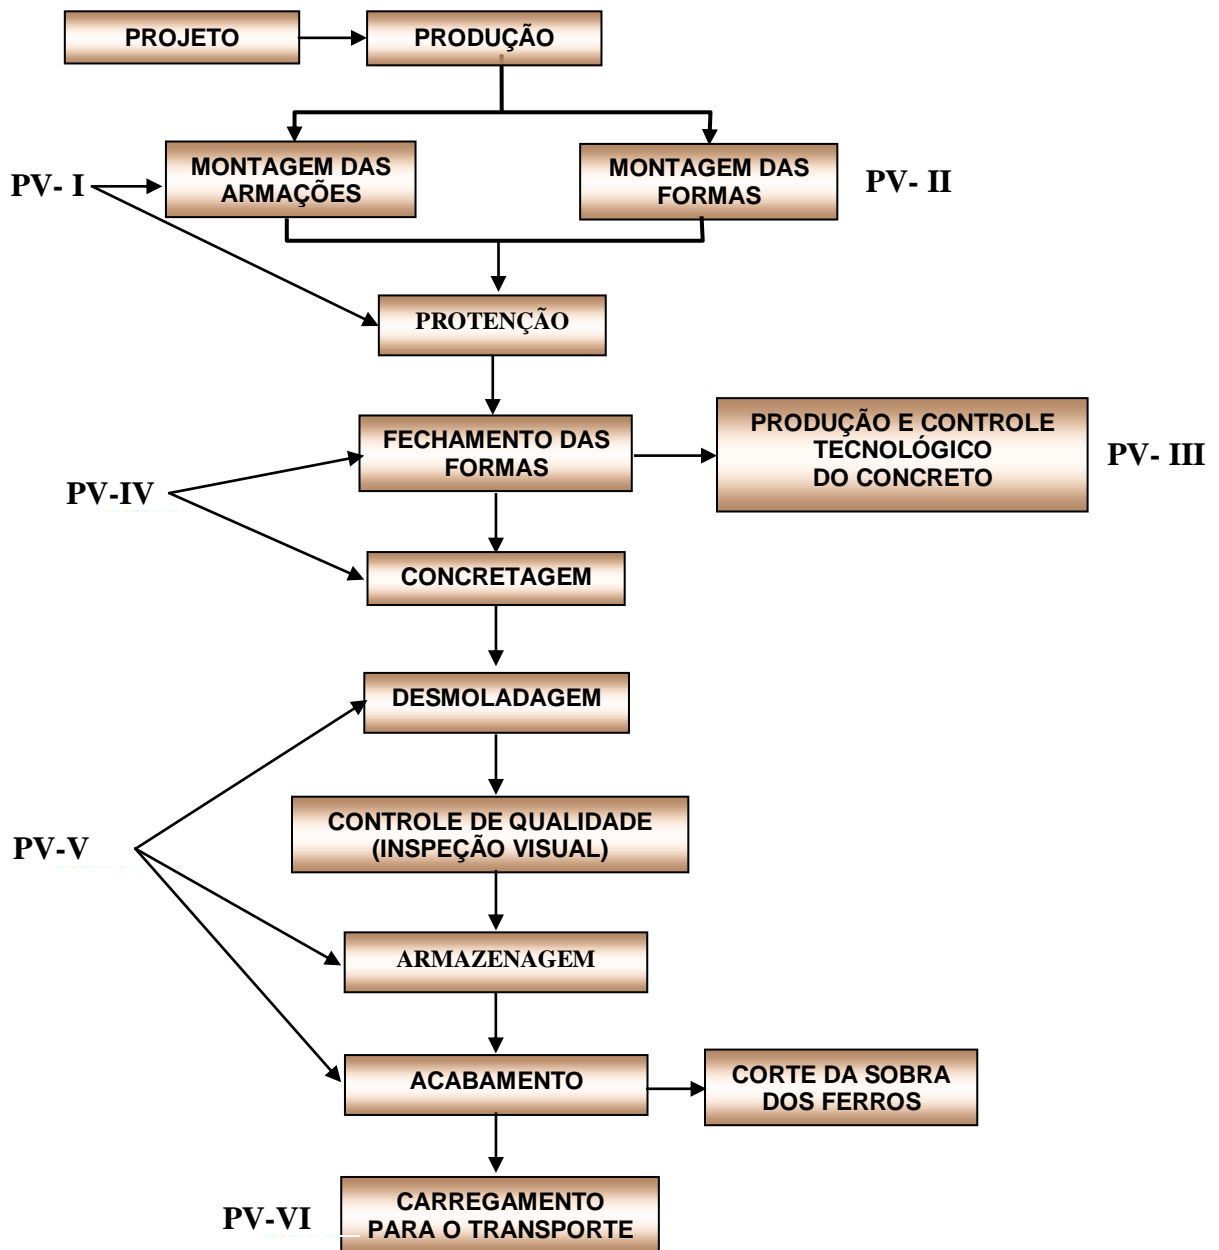 PROJETO
PRODUÇÃO
MONTAGEM DAS
ARMAÇÕES
MONTAGEM DAS
FORMAS
PV- I
PV- II
PROTENÇÃO
FECHAMENTO DAS
FORMAS
PRODUÇÃO E CONTROLE
TECNOLÓGICO
DO CONCRETO
PV- III
PV-IV
CONCRETAGEM
DESMOLADAGEM
CONTROLE DE QUALIDADE
(INSPEÇÃO VISUAL)
PV-V
ARMAZENAGEM
ACABAMENTO
CORTE DA SOBRA
DOS FERROS
PV-VI
CARREGAMENTO
PARA O TRANSPORTE